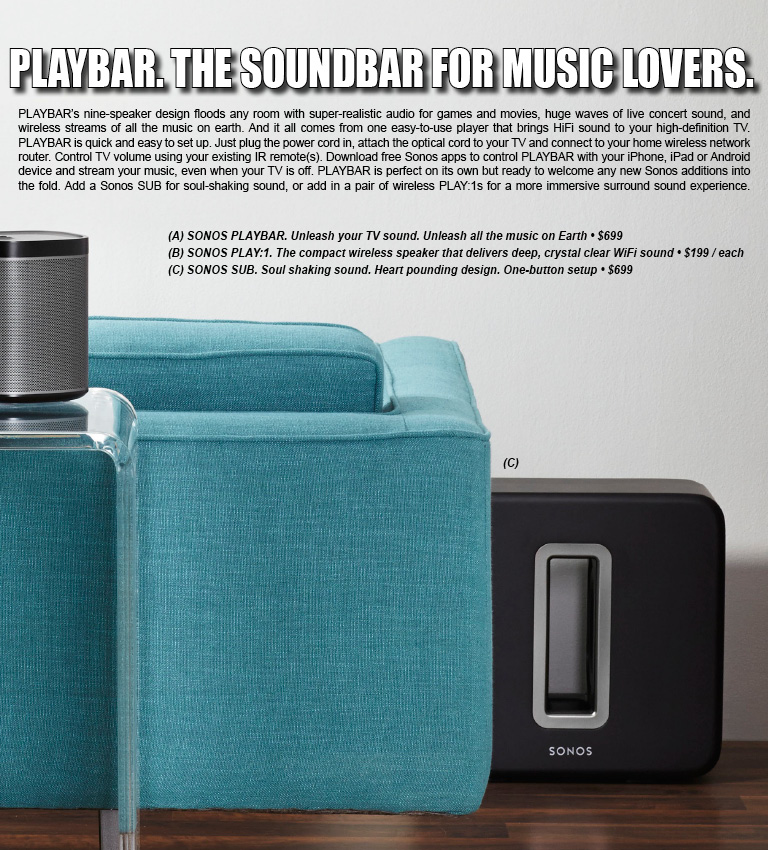 PLAYBAR. THE SOUNDBAR FOR MUSIC LOVERS.
PLAYBAR's nine-speaker design floods any room with super-realistic audio for games and movies, huge waves of live concert sound, and
wireless streams of all the music on earth. And it all comes from one easy-to-use player that brings HiFi sound to your high-definition TV.
PLAYBAR is quick and easy to set up. Just plug the power cord in, attach the optical cord to your TV and connect to your home wireless network
router. Control TV volume using your existing IR remote(s). Download free Sonos apps to control PLAYBAR with your iPhone, iPad or Android
device and stream your music, even when your TV is off. PLAYBAR is perfect on its own but ready to welcome any new Sonos additions into
the fold. Add a Sonos SUB for soul-shaking sound, or add in a pair of wireless PLAY:1s for a more immersive surround sound experience.
(A) SONOS PLAYBAR. Unleash your TV sound. Unleash all the music on Earth • $699
(B) SONOS PLAY:1. The compact wireless speaker that delivers deep, crystal clear WiFi sound • $199 / each
(C) SONOS SUB. Soul shaking sound. Heart pounding design. One-button setup • $699
(C)
SONOS